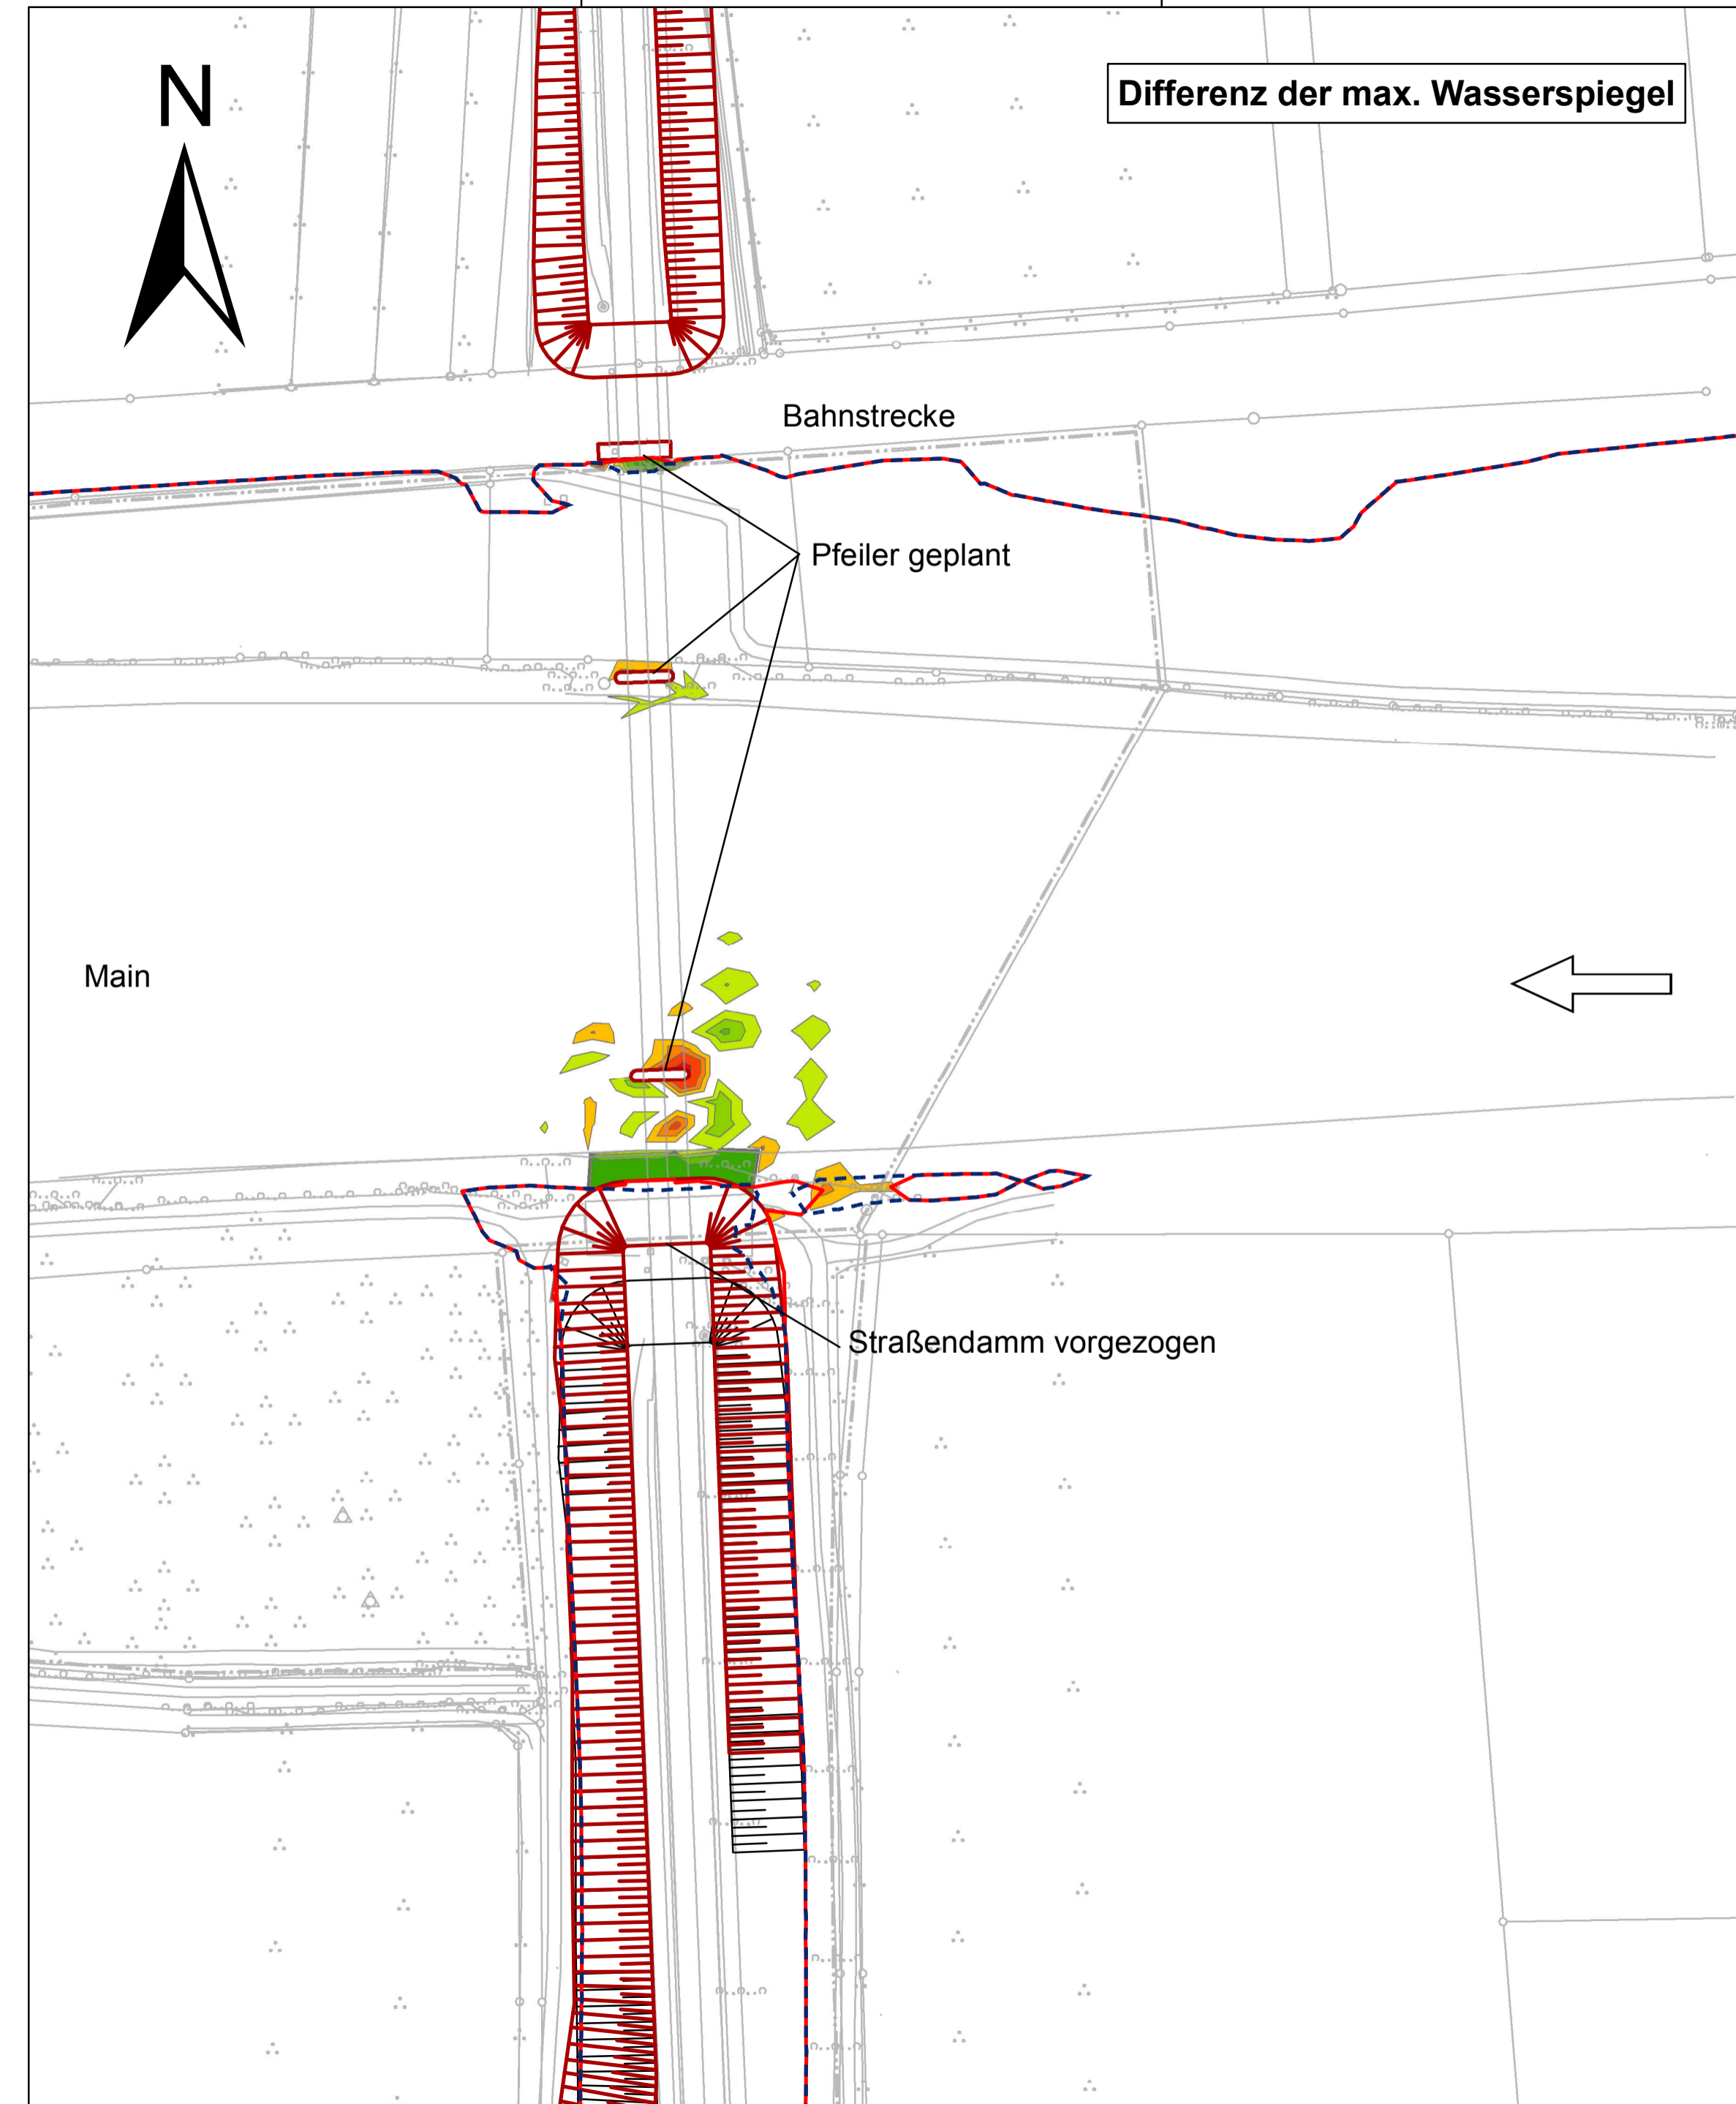 N
Differenz der max. Wasserspiegel
Bahnstrecke
Pfeiler geplant
Main
Straßendamm vorgezogen